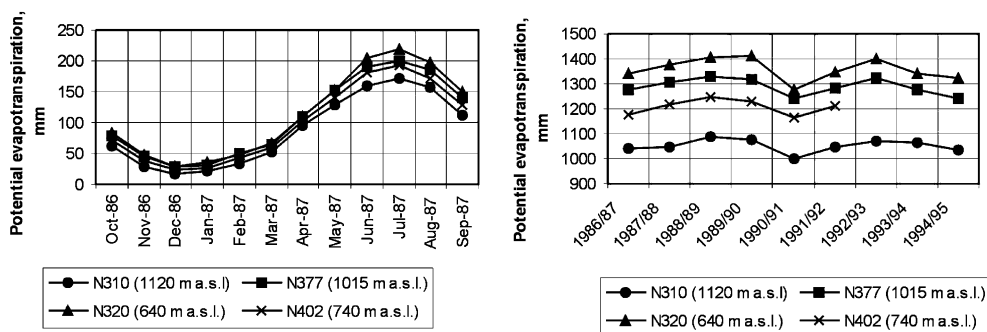 Potential evapotranspiration,
mm
250
200
150
100
50
0
Oct-86
Nov-86
Dec-86
Jan-87
Feb-87
Mar-87
Apr-87
May-87
Jun-87
Jul-87
Aug-87
Sep-87
N310 (1120 m a.s.l) N377 (1015 m a.s.l.)
N320 (640 m a.s.l.) N402 (740 m a.s.l.)
Potential evapotranspiration,
mm
1500
1400
1300
1200
1100
1000
900
1986/87
1987/88
1988/89
1989/90
1990/91
1991/92
1992/93
1993/94
1994/95
N310 (1120 m a.s.l) N377 (1015 m a.s.l.)
N320 (640 m a.s.l.) N402 (740 m a.s.l.)